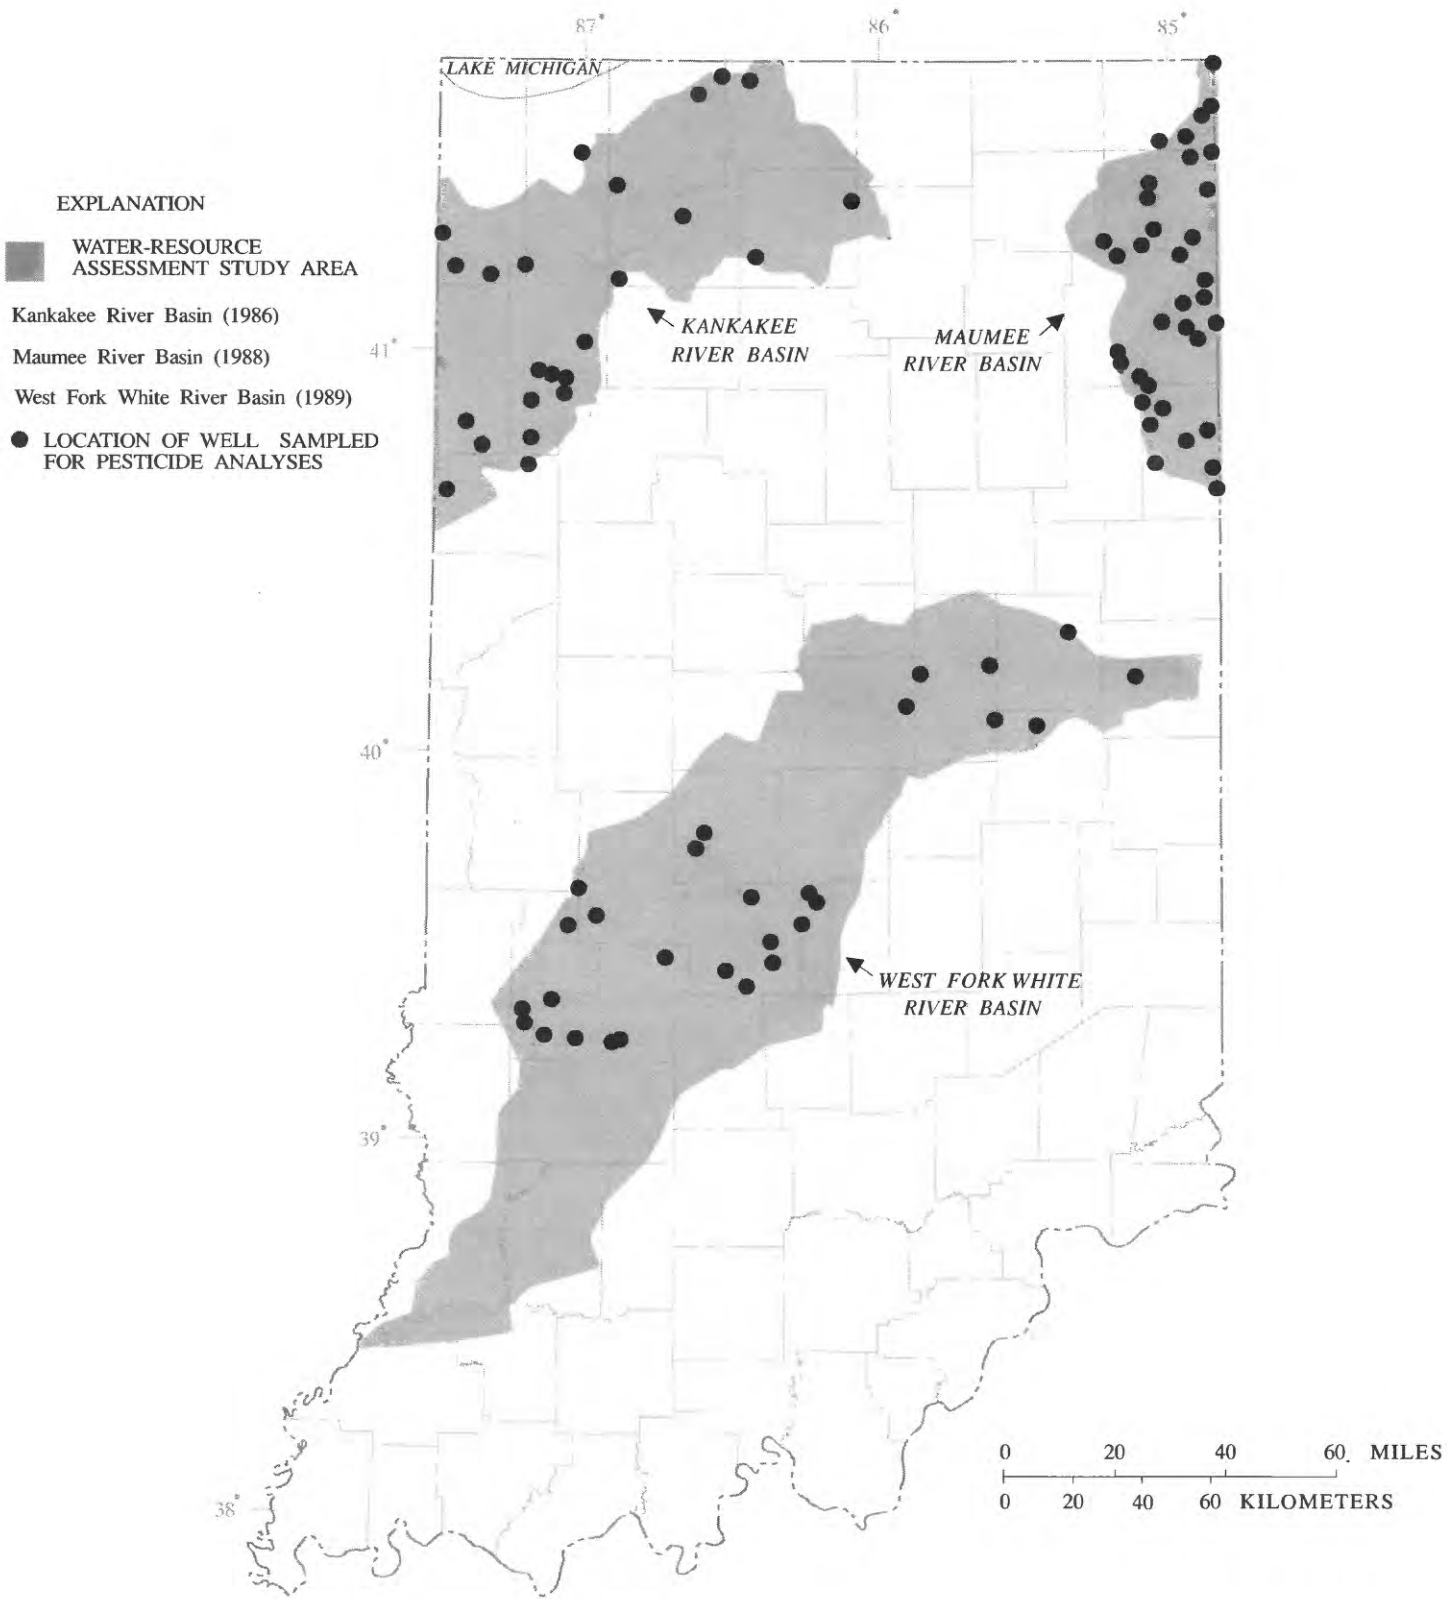 87°
86°
85°
LAKE MICHIGAN
EXPLANATION
WATER-RESOURCE
ASSESSMENT STUDY AREA
Kankakee River Basin (1986)
Maumee River Basin (1988)
West Fork White River Basin (1989)
LOCATION OF WELL SAMPLED
FOR PESTICIDE ANALYSES
41°
KANKAKEE
RIVER BASIN
MAUMEE
RIVER BASIN
40°
WEST FORK WHITE
RIVER BASIN
39°
38°
0 20 40 60 MILES
0 20 40 60 KILOMETERS